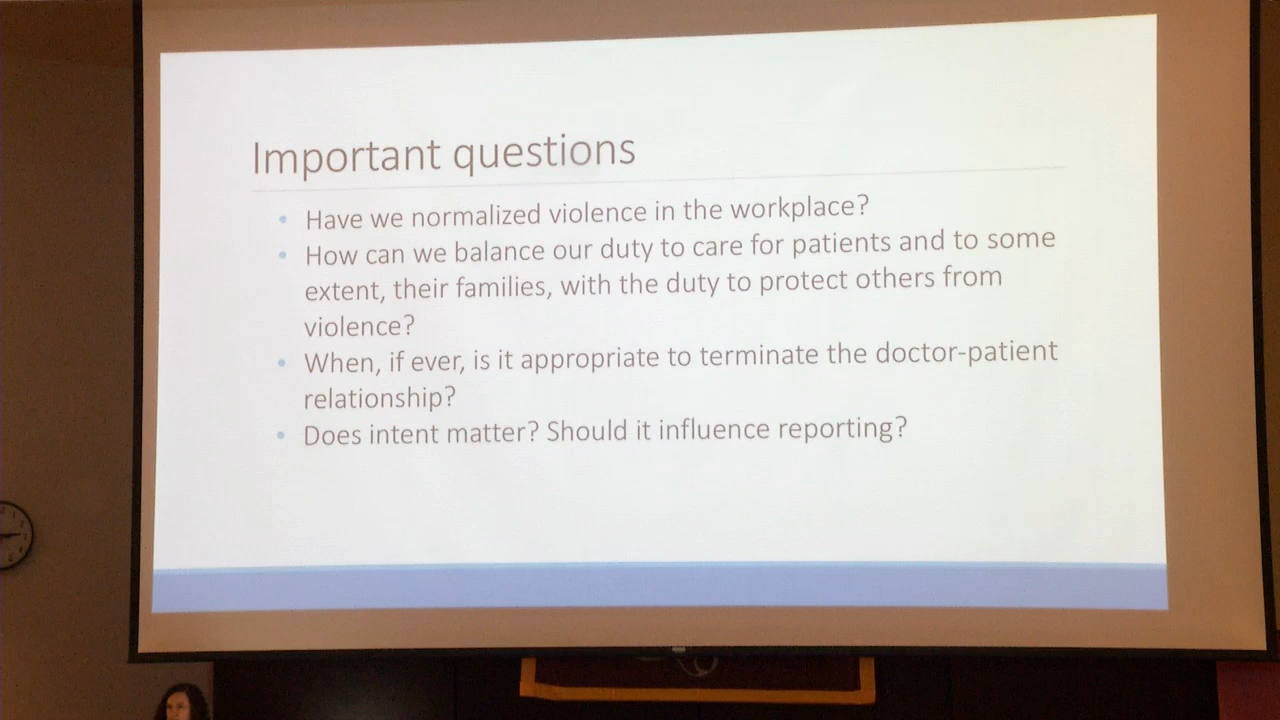 Important questions
• Have we normalized violence in the workplace?
• How can we balance our duty to care for patients and to some
extent, their families, with the duty to protect others from
violence?
• When, if ever, is it appropriate to terminate the doctor-patient
relationship?
• Does intent matter? Should it influence reporting?